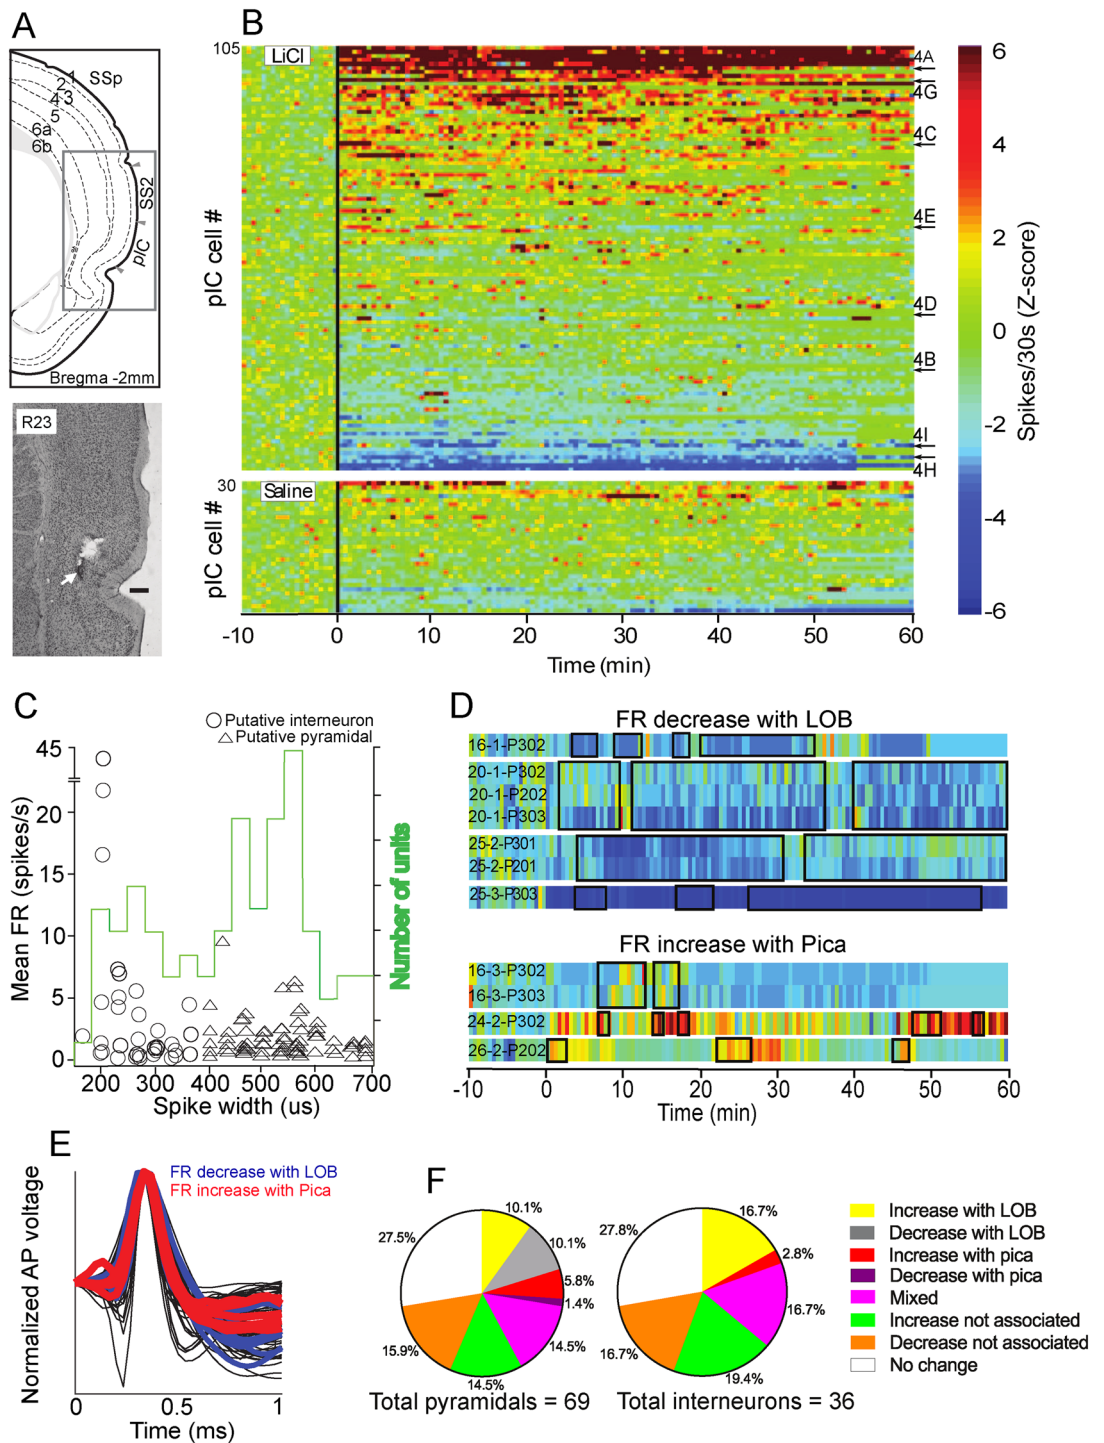 A
SSp
1
2
3
4
5
6a
6b
SS2
pIC
Bregma -2mm
R23
B
105
LiCl
pIC cell #
4A
4G
4C
4E
4D
4B
4I
4H
30
Saline
pIC cell #
-10
0
10
20
30
40
50
60
Time (min)
6
4
2
0
-2
-4
-6
Spikes/30s (Z-score)
C
Putative interneuron
Putative pyramidal
45
20
15
10
5
0
Mean FR (spikes/s)
Number of units
200
300
400
500
600
700
Spike width (us)
D
FR decrease with LOB
16-1-P302
20-1-P302
20-1-P202
20-1-P303
25-2-P301
25-2-P201
25-3-P303
FR increase with Pica
16-3-P302
16-3-P303
24-2-P302
26-2-P202
-10
0
10
20
30
40
50
60
Time (min)
E
FR decrease with LOB
FR increase with Pica
Normalized AP voltage
0
0.5
1
Time (ms)
F
10.1%
10.1%
5.8%
1.4%
14.5%
14.5%
15.9%
27.5%
Total pyramidals = 69
16.7%
2.8%
16.7%
19.4%
16.7%
27.8%
Total interneurons = 36
Increase with LOB
Decrease with LOB
Increase with pica
Decrease with pica
Mixed
Increase not associated
Decrease not associated
No change